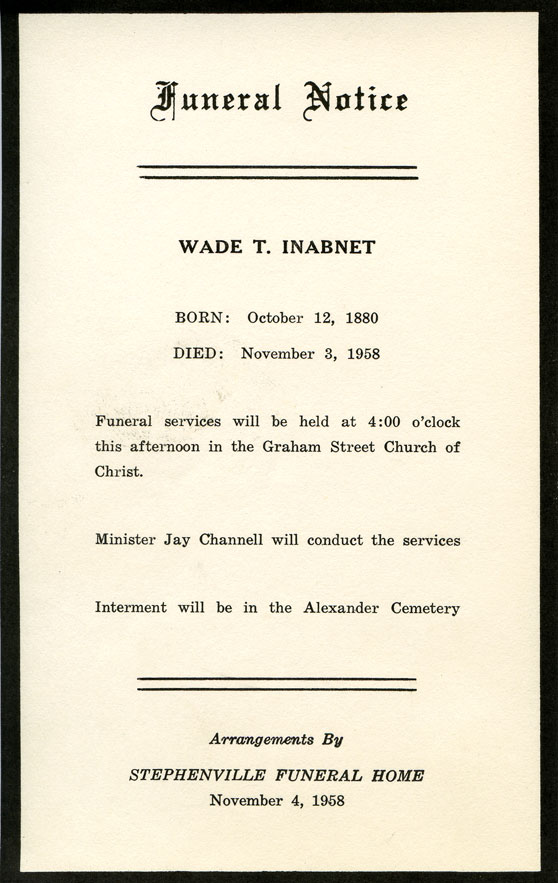 Funeral Notice
WADE T. INABNET
BORN: October 12, 1880
DIED: November 3, 1958
Funeral services will be held at 4:00 o'clock
this afternoon in the Graham Street Church of
Christ.
Minister Jay Channell will conduct the services
Interment will be in the Alexander Cemetery
Arrangements By
STEPHENVILLE FUNERAL HOME
November 4, 1958